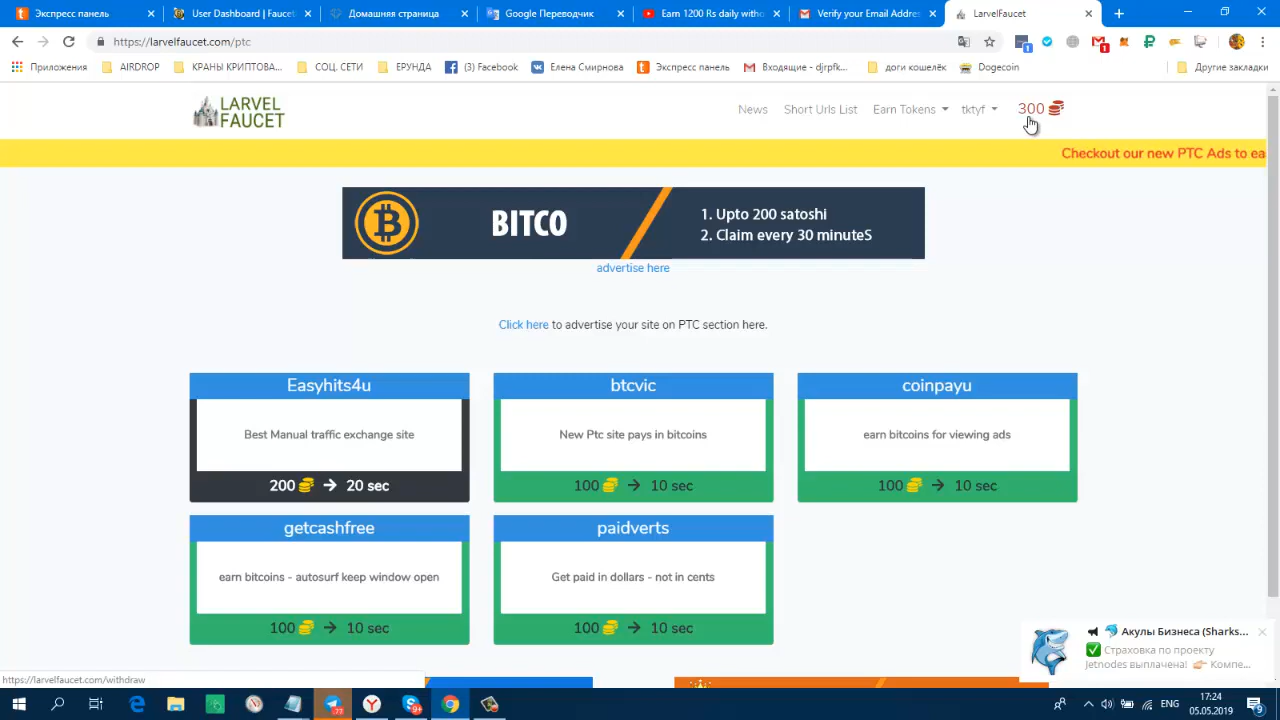 Экспресс панель
User Dashboard | Faucet
Домашняя страница
Google Переводчик
Earn 1200 Rs daily witho
Verify your Email Address
LarvelFaucet
https://larvelfaucet.com/ptc
Приложения
AIRDROP
КРАНЫ КРИПТОВА...
СОЦ. СЕТИ
ЕРУНДА
(3) Facebook
Елена Смирнова
Экспресс панель
Входящие - djrpfk...
доги кошелёк
Dogecoin
Другие закладки
LARVEL
FAUCET
News
Short Urls List
Earn Tokens
tktyf
300
Checkout our new PTC Ads to ea
BITCO
1. Upto 200 satoshi
2. Claim every 30 minuteS
advertise here
Click here to advertise your site on PTC section here.
Easyhits4u
btcvic
coinpayu
Best Manual traffic exchange site
New Ptc site pays in bitcoins
earn bitcoins for viewing ads
200 → 20 sec
100 → 10 sec
100 → 10 sec
getcashfree
paidverts
earn bitcoins - autosurf keep window open
Get paid in dollars - not in cents
100 → 10 sec
100 → 10 sec
Акулы Бизнеса (Sharks...
Страховка по проекту
Jetnodes выплачена! Компе...
https://larvelfaucet.com/withdraw
ENG
17:24
05.05.2019